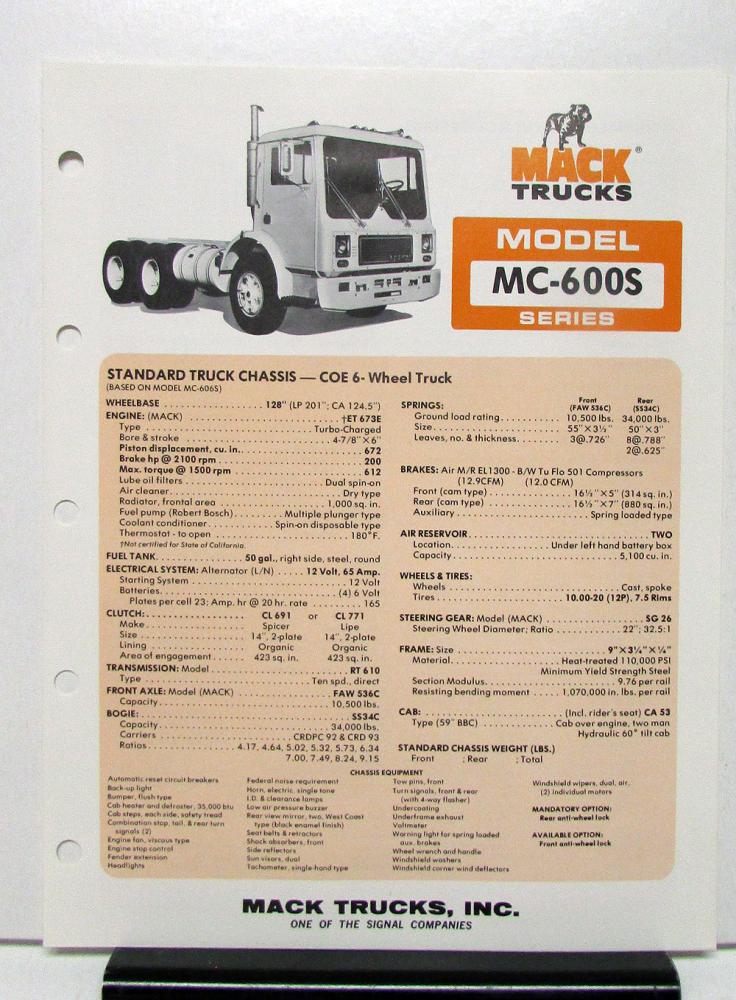 MACK®
TRUCKS
MODEL
MC-600S
SERIES
STANDARD TRUCK CHASSIS — COE 6- Wheel Truck
(BASED ON MODEL MC-606S)
WHEELBASE . . . . . . . . . . 128" (LP 201"; CA 124.5")
ENGINE: (MACK) . . . . . . . . . . †ET 673E
Type . . . . . . . . . . Turbo-Charged
Bore & stroke . . . . . . . . . . 4-7/8" X 6"
Piston displacement, cu. in. . . . . . . . . . . 672
Brake hp @ 2100 rpm . . . . . . . . . . 200
Max. torque @ 1500 rpm . . . . . . . . . . 612
Lube oil filters . . . . . . . . . . Dual spin-on
Air cleaner . . . . . . . . . . Dry type
Radiator, frontal area . . . . . . . . . . 1,000 sq. in.
Fuel pump (Robert Bosch) . . . . . . . . . . Multiple plunger type
Coolant conditioner . . . . . . . . . . Spin-on disposable type
Thermostat - to open . . . . . . . . . . 180°F.
†Not certified for State of California.
FUEL TANK . . . . . . . . . . 50 gal., right side, steel, round
ELECTRICAL SYSTEM: Alternator (L/N) . . . . . 12 Volt, 65 Amp.
Starting System . . . . . . . . . . 12 Volt
Batteries . . . . . . . . . . (4) 6 Volt
Plates per cell 23; Amp. hr @ 20 hr. rate . . . . . . . . . . 165
CLUTCH: . . . . . . . . . . CL 691 or CL 771
Make . . . . . . . . . . Spicer Lipe
Size . . . . . . . . . . 14", 2-plate 14", 2-plate
Lining . . . . . . . . . . Organic Organic
Area of engagement . . . . . . . . . . 423 sq. in. 423 sq. in.
TRANSMISSION: Model . . . . . . . . . . RT 610
Type . . . . . . . . . . Ten spd., direct
FRONT AXLE: Model (MACK) . . . . . . . . . . FAW 536C
Capacity . . . . . . . . . . 10,500 lbs.
BOGIE: . . . . . . . . . . SS34C
Capacity . . . . . . . . . . 34,000 lbs.
Carriers . . . . . . . . . . CRDPC 92 & CRD 93
Ratios . . . . . . . . . . 4.17, 4.64, 5.02, 5.32, 5.73, 6.34
7.00, 7.49, 8.24, 9.15
SPRINGS: Front Rear
(FAW 536C) (SS34C)
Ground load rating . . . . . . . . . . 10,500 lbs. 34,000 lbs.
Size . . . . . . . . . . 55" X 3½" 50" X 3"
Leaves, no. & thickness . . . . . . . . . . 3@.726" 8@.788"
2@.625"
BRAKES: Air M/R EL1300 - B/W Tu Flo 501 Compressors
(12.9CFM) (12.0 CFM)
Front (cam type) . . . . . . . . . . 16½" X 5" (314 sq. in.)
Rear (cam type) . . . . . . . . . . 16½" X 7" (880 sq. in.)
Auxiliary . . . . . . . . . . Spring loaded type
AIR RESERVOIR . . . . . . . . . . TWO
Location . . . . . . . . . . Under left hand battery box
Capacity . . . . . . . . . . 5,100 cu. in.
WHEELS & TIRES:
Wheels . . . . . . . . . . Cast, spoke
Tires . . . . . . . . . . 10.00-20 (12P), 7.5 Rims
STEERING GEAR: Model (MACK) . . . . . . . . . . SG 26
Steering Wheel Diameter; Ratio . . . . . . . . . . 22"; 32.5:1
FRAME: Size . . . . . . . . . . 9" X 3¼" X ¼"
Material . . . . . . . . . . Heat-treated 110,000 PSI
Minimum Yield Strength Steel
Section Modulus . . . . . . . . . . 9.76 per rail
Resisting bending moment . . . . 1,070,000 in. lbs. per rail
CAB: . . . . . . . . . . (Incl. rider's seat) CA 53
Type (59" BBC) . . . . . . . . . . Cab over engine, two man
Hydraulic 60° tilt cab
STANDARD CHASSIS WEIGHT (LBS.)
Front ; Rear ; Total
CHASSIS EQUIPMENT
Automatic reset circuit breakers
Back-up light
Bumper, flush type
Cab heater and defroster, 35,000 btu
Cab steps, each side, safety tread
Combination stop, tail, & rear turn
signals (2)
Engine fan, viscous type
Engine stop control
Fender extension
Headlights
Federal noise requirement
Horn, electric, single tone
I.D. & clearance lamps
Low air pressure buzzer
Rear view mirror, two, West Coast
type (black enamel finish)
Seat belts & retractors
Shock absorbers, front
Side reflectors
Sun visors, dual
Tachometer, single-hand type
Tow pins, front
Turn signals, front & rear
(with 4-way flasher)
Undercoating
Underframe exhaust
Voltmeter
Warning light for spring loaded
aux. brakes
Wheel wrench and handle
Windshield washers
Windshield corner wind deflectors
Windshield wipers, dual, air,
(2) individual motors
MANDATORY OPTION:
Rear anti-wheel lock
AVAILABLE OPTION:
Front anti-wheel lock
MACK TRUCKS, INC.
ONE OF THE SIGNAL COMPANIES